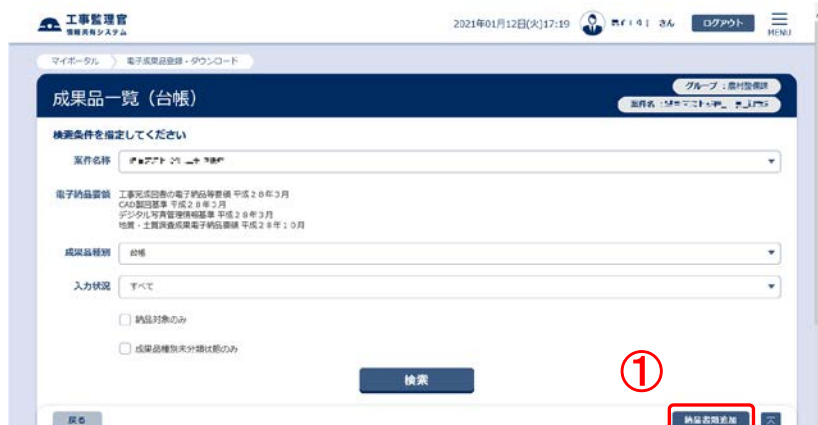 工事監理官
情報共有システム
2021年01月12日(火)17:19
さん
ログアウト
MENU
マイポータル
電子成果品登録・ダウンロード
成果品一覧（台帳）
グループ：農村整備課
案件名：
検索条件を指定してください
案件名称
電子納品要領
工事完成図書の電子納品等要領 平成２８年３月
CAD製図基準 平成２８年３月
デジタル写真管理情報基準 平成２８年３月
地質・土質調査成果電子納品要領 平成２８年１０月
成果品種別
台帳
入力状況
すべて
納品対象のみ
成果品種別未分類状態のみ
検索
①
戻る
納品書類追加